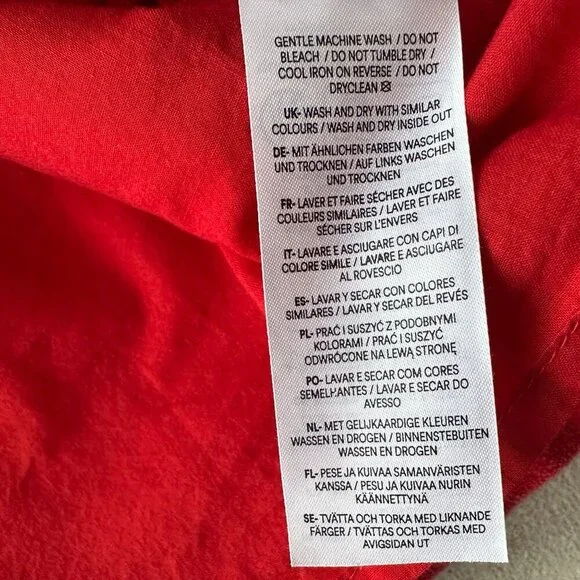 GENTLE MACHINE WASH / DO NOT
BLEACH / DO NOT TUMBLE DRY /
COOL IRON ON REVERSE / DO NOT
DRYCLEAN
UK- WASH AND DRY WITH SIMILAR
COLOURS / WASH AND DRY INSIDE OUT
DE- MIT ÄHNLICHEN FARBEN WASCHEN
UND TROCKNEN / AUF LINKS WASCHEN
UND TROCKNEN
FR- LAVER ET FAIRE SÉCHER AVEC DES
COULEURS SIMILAIRES / LAVER ET FAIRE
SÉCHER SUR L'ENVERS
IT- LAVARE E ASCIUGARE CON CAPI DI
COLORE SIMILE / LAVARE E ASCIUGARE
AL ROVESCIO
ES- LAVAR Y SECAR CON COLORES
SIMILARES / LAVAR Y SECAR DEL REVÉS
PL- PRAĆ I SUSZYĆ Z PODOBNYMI
KOLORAMI / PRAĆ I SUSZYĆ
ODWRÓCONE NA LEWĄ STRONĘ
PO- LAVAR E SECAR COM CORES
SEMELHANTES / LAVAR E SECAR DO
AVESSO
NL- MET GELIJKAARDIGE KLEUREN
WASSEN EN DROGEN / BINNENSTEBUITEN
WASSEN EN DROGEN
FL- PESE JA KUIVAA SAMANVÄRISTEN
KANSSA / PESU JA KUIVAA NURIN
KÄÄNNETTYNÄ
SE- TVÄTTA OCH TORKA MED LIKNANDE
FÄRGER / TVÄTTAS OCH TORKAS MED
AVIGSIDAN UT